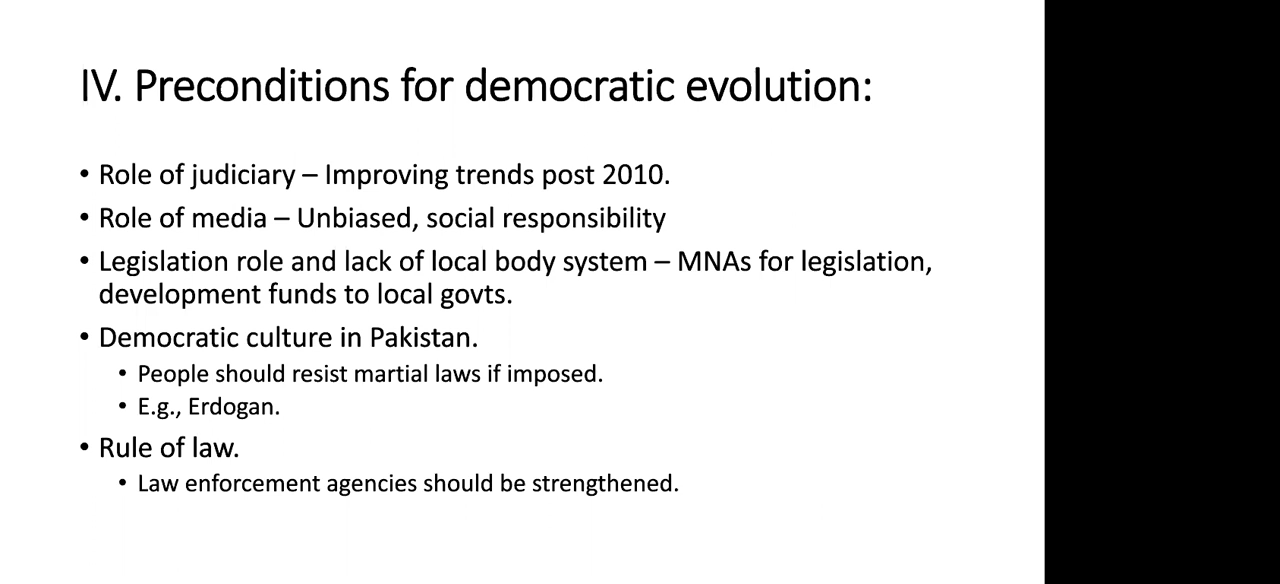 IV. Preconditions for democratic evolution:
• Role of judiciary – Improving trends post 2010.
• Role of media – Unbiased, social responsibility
• Legislation role and lack of local body system – MNAs for legislation,
development funds to local govts.
• Democratic culture in Pakistan.
• People should resist martial laws if imposed.
• E.g., Erdogan.
• Rule of law.
• Law enforcement agencies should be strengthened.